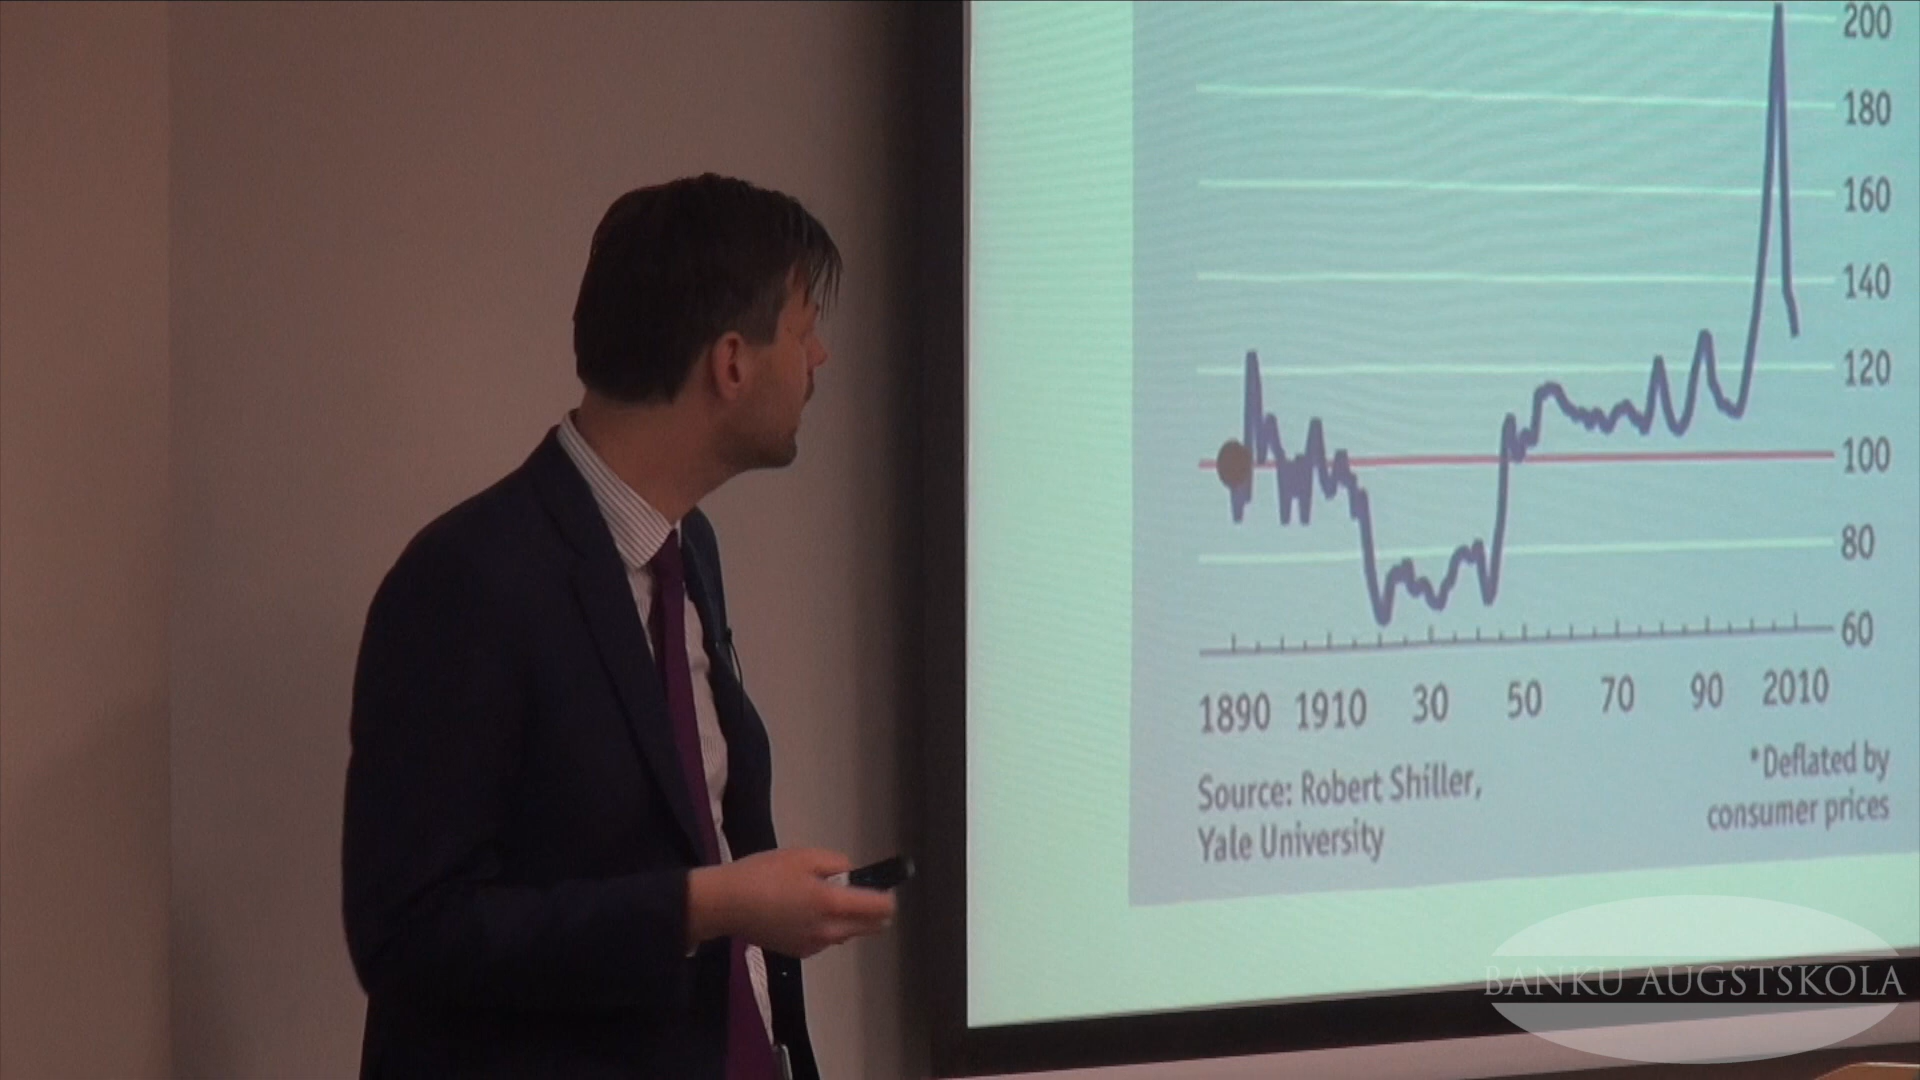 200
180
160
140
120
100
80
60
1890 1910 30 50 70 90 2010
*Deflated by
consumer prices
Source: Robert Shiller,
Yale University
BANKU AUGSTSKOLA